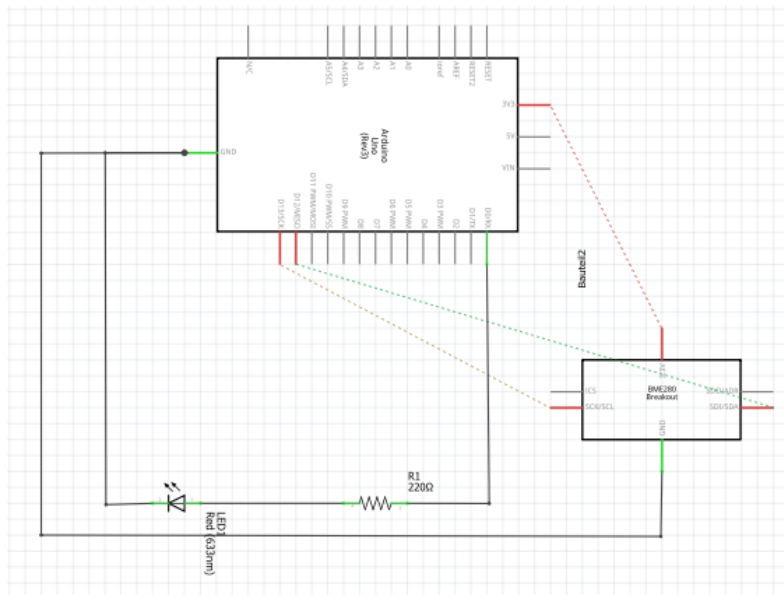 N/C
A5/SCL
A4/SDA
A3
A2
A1
A0
ioref
AREF
RESET2
RESET
3V3
5V
VIN
Arduino
Uno
(Rev3)
GND
D13/SCK
D12/MISO
D11 PWM/MOSI
D10 PWM/SS
D9 PWM
D8
D7
D6 PWM
D5 PWM
D4
D3 PWM
D2
D1/TX
D0/RX
Bauteil2
BME280
Breakout
CS
SCK/SCL
SDO/ADR
SDI/SDA
GND
R1
220Ω
LED1
Red (633nm)